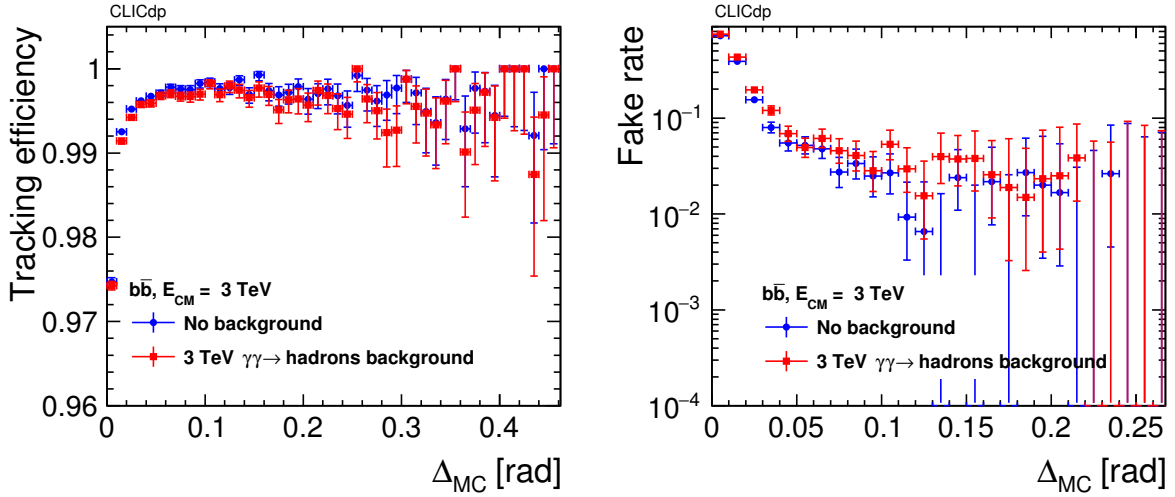 CLICdp
Tracking efficiency
1
0.99
0.98
0.97
0.96
bb̅, E_CM = 3 TeV
No background
3 TeV γγ→ hadrons background
0 0.1 0.2 0.3 0.4
Δ_MC [rad]
CLICdp
Fake rate
10⁻¹
10⁻²
10⁻³
10⁻⁴
bb̅, E_CM = 3 TeV
No background
3 TeV γγ→ hadrons background
0 0.05 0.1 0.15 0.2 0.25
Δ_MC [rad]